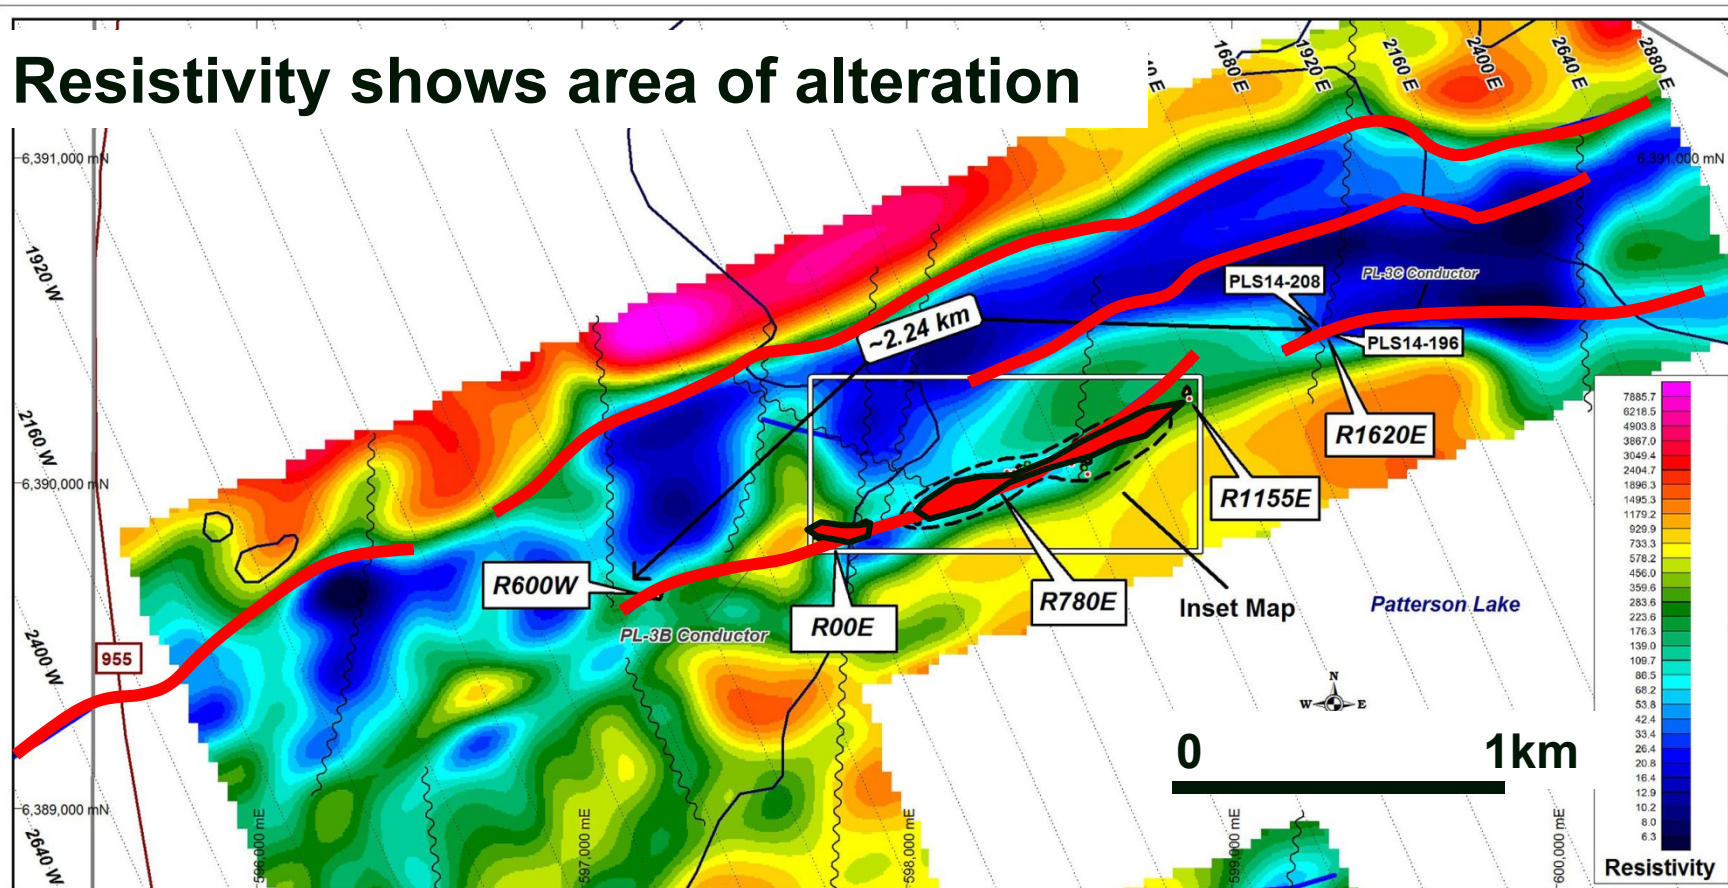 Resistivity shows area of alteration
1680 E
1920 E
2160 E
2400 E
2640 E
2880 E
6,391,000 mN
6,391,000 mN
1920 W
PLS14-208
PL-3C Conductor
~2.24 km
PLS14-196
R1620E
2160 W
6,390,000 mN
R1155E
R600W
R780E
Inset Map
Patterson Lake
R00E
PL-3B Conductor
955
2400 W
N
W
E
0
1km
6,389,000 mN
2640 W
597,000 mE
598,000 mE
599,000 mE
600,000 mE
7885.7
6218.5
4903.8
3867.0
3049.4
2404.7
1896.3
1495.3
1179.2
929.9
733.3
578.2
456.0
359.6
283.6
223.6
176.3
139.0
109.7
86.5
68.2
53.8
42.4
33.4
26.4
20.8
16.4
12.9
10.2
8.0
6.3
Resistivity